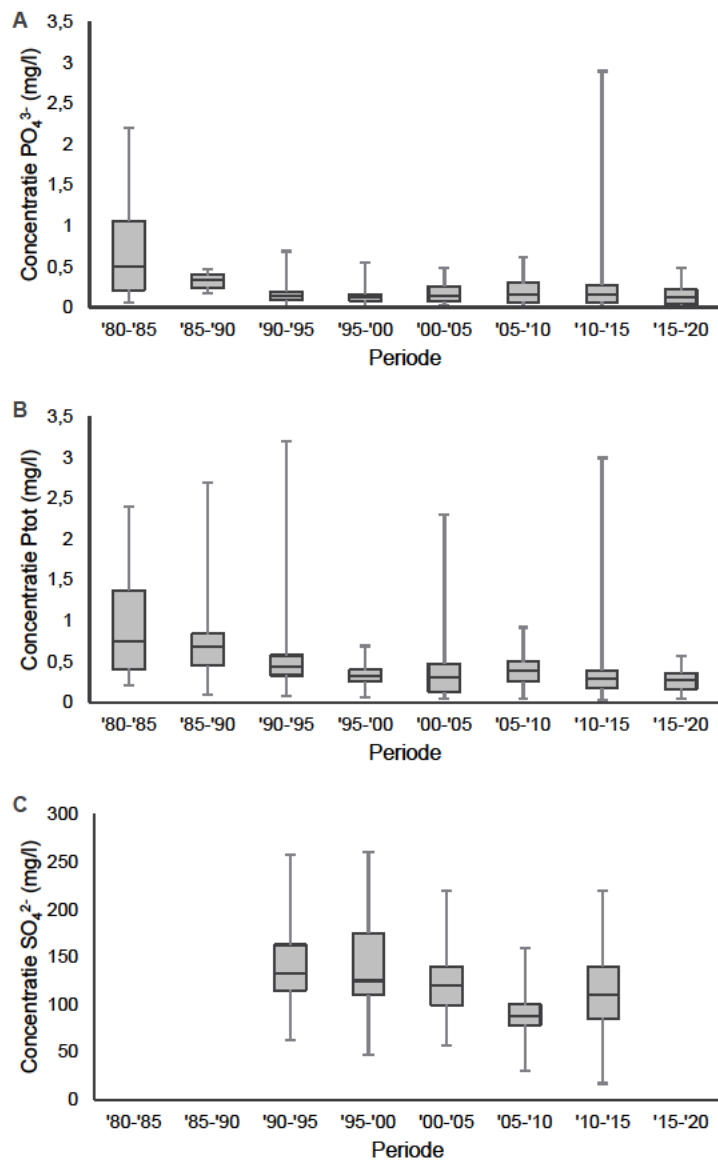 A
Concentratie PO₄³⁻ (mg/l)
3,5
3
2,5
2
1,5
1
0,5
0
'80-'85 '85-'90 '90-'95 '95-'00 '00-'05 '05-'10 '10-'15 '15-'20
Periode
B
Concentratie Ptot (mg/l)
3,5
3
2,5
2
1,5
1
0,5
0
'80-'85 '85-'90 '90-'95 '95-'00 '00-'05 '05-'10 '10-'15 '15-'20
Periode
C
Concentratie SO₄²⁻ (mg/l)
300
250
200
150
100
50
0
'80-'85 '85-'90 '90-'95 '95-'00 '00-'05 '05-'10 '10-'15 '15-'20
Periode